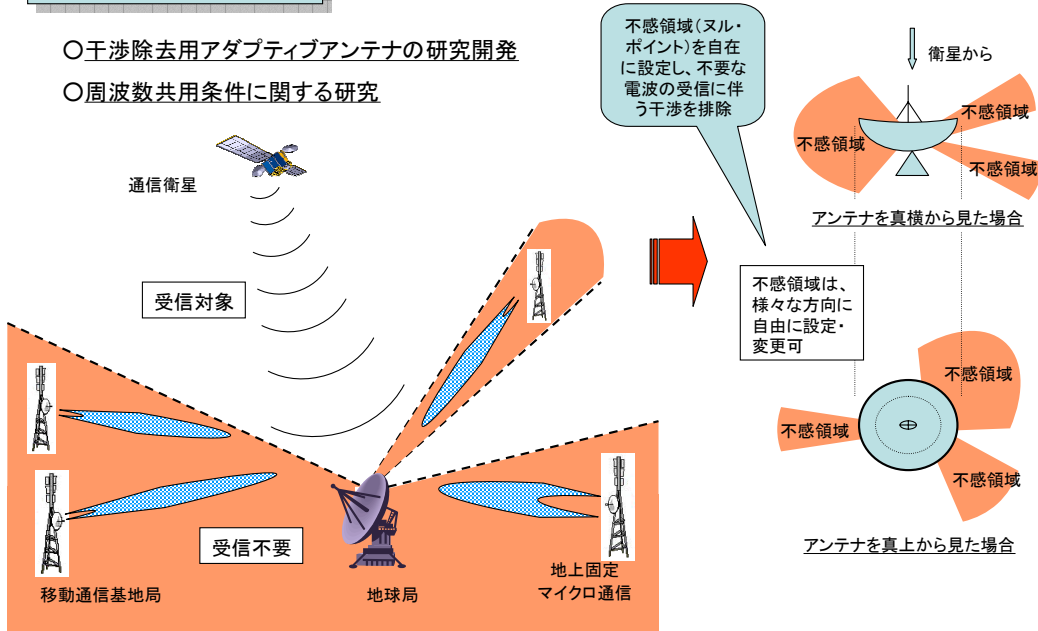 ○干渉除去用アダプティブアンテナの研究開発
○周波数共用条件に関する研究
不感領域(ヌル・
ポイント)を自在
に設定し、不要な
電波の受信に伴
う干渉を排除
衛星から
不感領域
不感領域
不感領域
アンテナを真横から見た場合
通信衛星
受信対象
不感領域は、
様々な方向に
自由に設定・
変更可
不感領域
不感領域
不感領域
アンテナを真上から見た場合
受信不要
移動通信基地局
地球局
地上固定
マイクロ通信